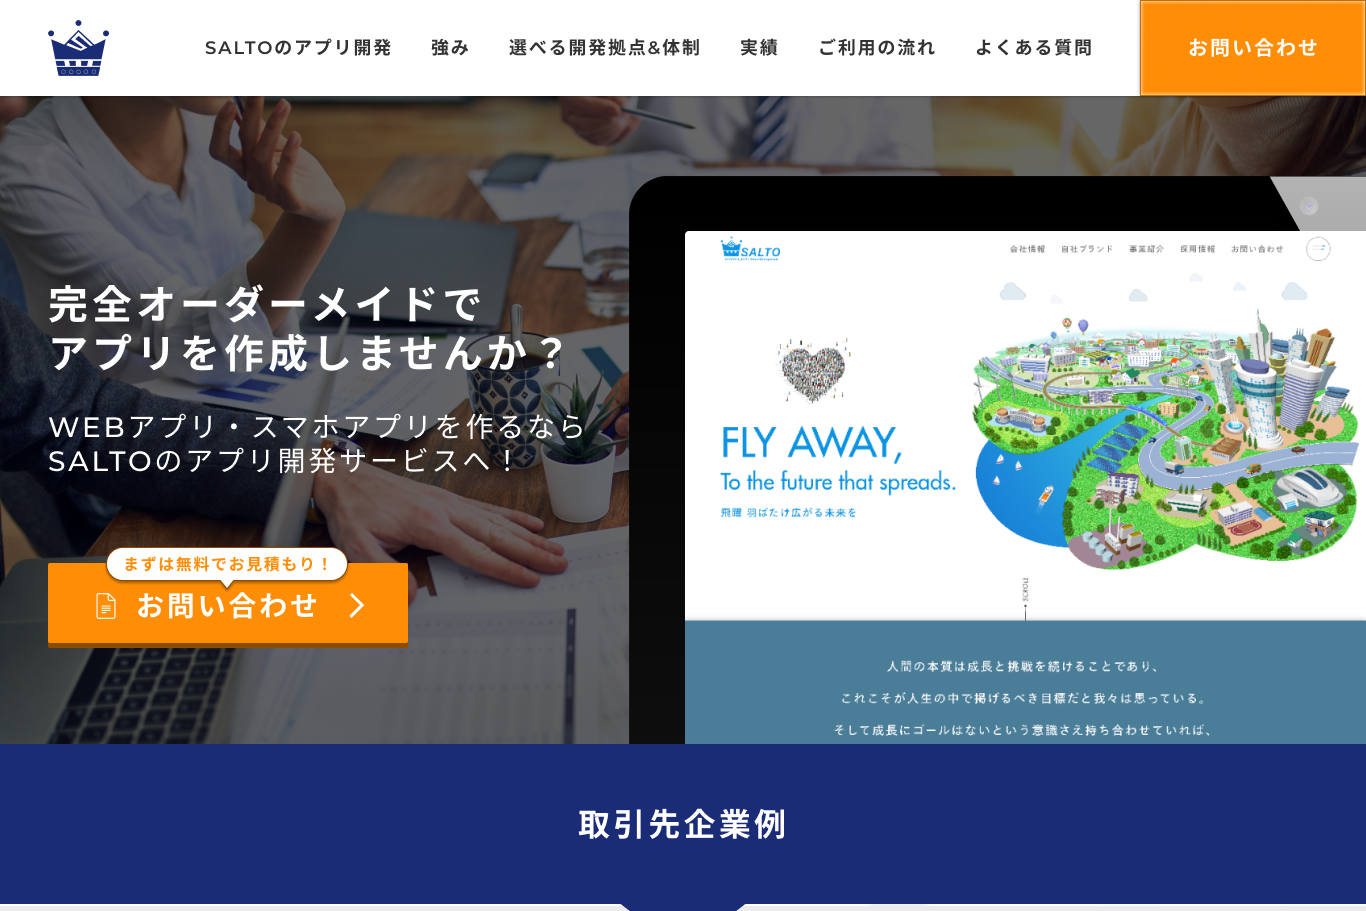 SALTOのアプリ開発
強み
選べる開発拠点&体制
実績
ご利用の流れ
よくある質問
お問い合わせ
完全オーダーメイドで
アプリを作成しませんか？
WEBアプリ・スマホアプリを作るなら
SALTOのアプリ開発サービスへ！
まずは無料でお見積もり！
お問い合わせ
SALTO
会社情報
自社ブランド
事業紹介
採用情報
お問い合わせ
FLY AWAY,
To the future that spreads.
飛躍 羽ばたけ広がる未来を
SCROLL
人間の本質は成長と挑戦を続けることであり、
これこそが人生の中で掲げるべき目標だと我々は思っている。
そして成長にゴールはないという意識さえ持ち合わせていれば、
取引先企業例